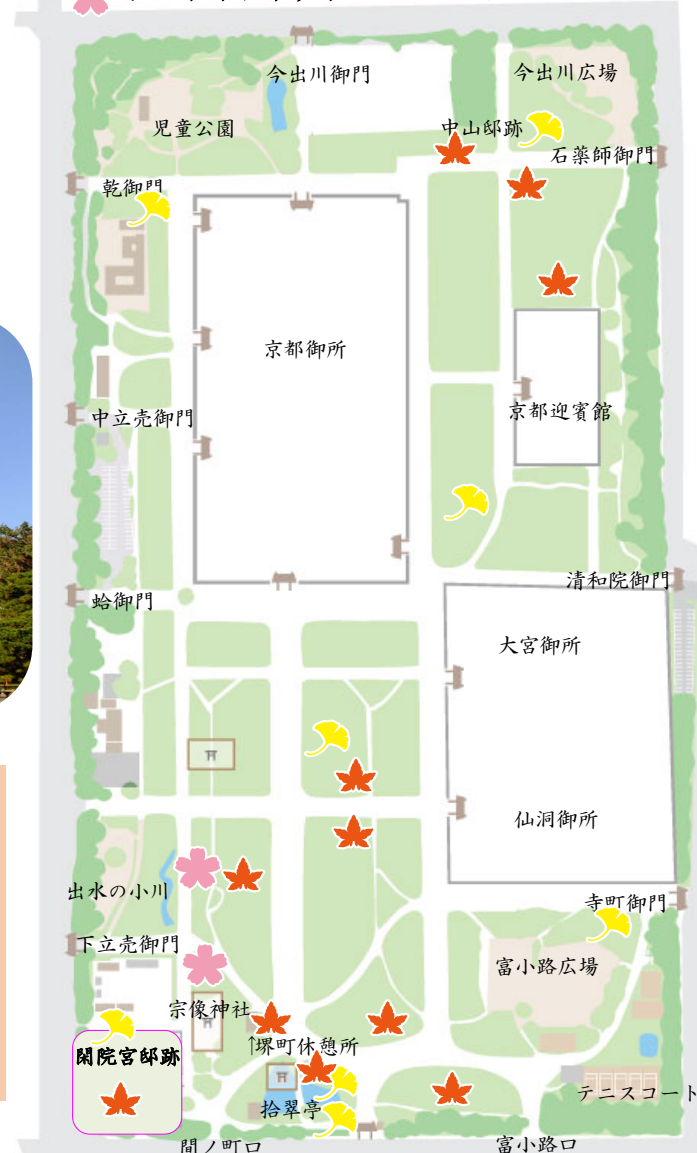 今出川御門
今出川広場
児童公園
中山邸跡
石薬師御門
乾御門
京都御所
京都迎賓館
中立売御門
清和院御門
蛤御門
大宮御所
仙洞御所
出水の小川
寺町御門
下立売御門
富小路広場
宗像神社
↑堺町休憩所
閑院宮邸跡
テニスコート
拾翠亭
間ノ町口
富小路口